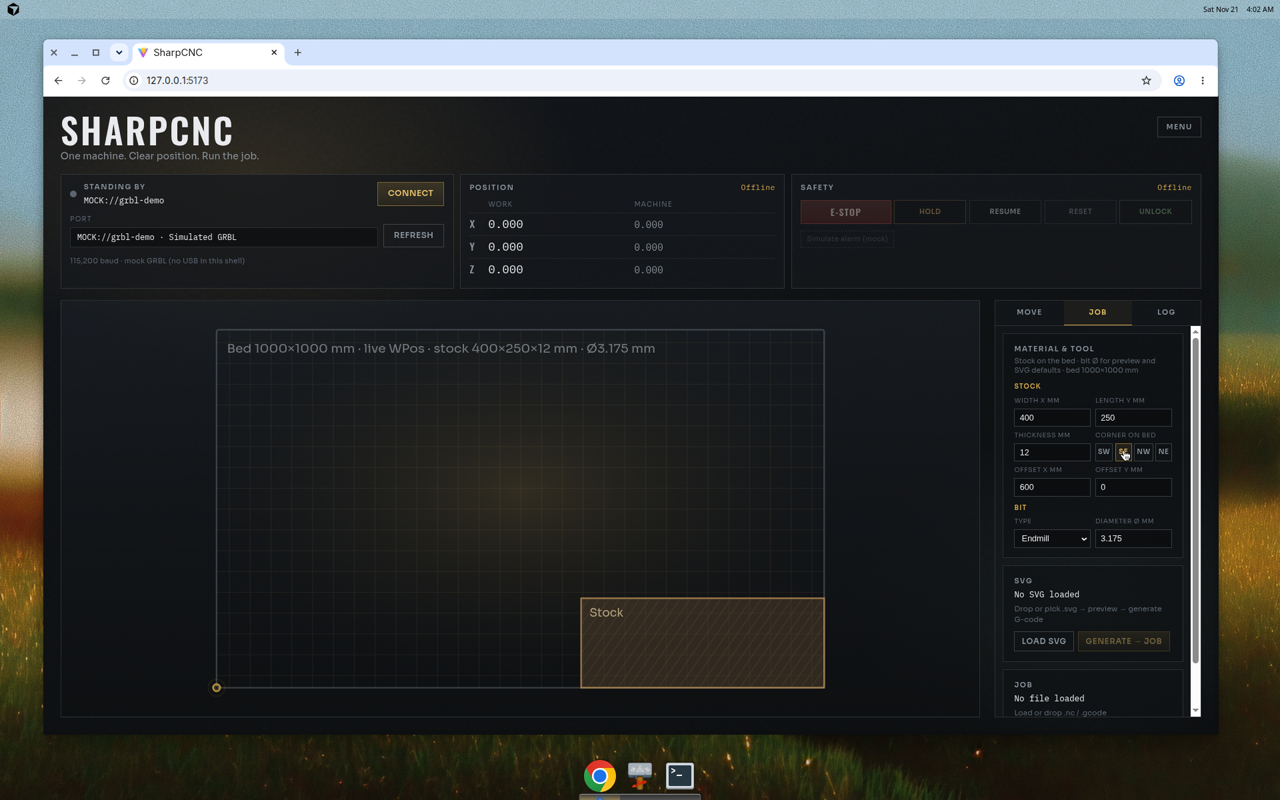 Sat Nov 21 4:02 AM
SharpCNC
127.0.0.1:5173
SHARPCNC
One machine. Clear position. Run the job.
MENU
STANDING BY
MOCK://grbl-demo
CONNECT
PORT
MOCK://grbl-demo · Simulated GRBL
REFRESH
115,200 baud · mock GRBL (no USB in this shell)
POSITION
Offline
WORK MACHINE
X 0.000 0.000
Y 0.000 0.000
Z 0.000 0.000
SAFETY
Offline
E-STOP
HOLD
RESUME
RESET
UNLOCK
Simulate alarm (mock)
Bed 1000×1000 mm · live WPos · stock 400×250×12 mm · Ø3.175 mm
Stock
MOVE
JOB
LOG
MATERIAL & TOOL
Stock on the bed · bit Ø for preview and
SVG defaults · bed 1000×1000 mm
STOCK
WIDTH X MM LENGTH Y MM
400 250
THICKNESS MM CORNER ON BED
12 SW NW NE
OFFSET X MM OFFSET Y MM
600 0
BIT
TYPE DIAMETER Ø MM
Endmill 3.175
SVG
No SVG loaded
Drop or pick .svg → preview → generate
G-code
LOAD SVG
GENERATE → JOB
JOB
No file loaded
Load or drop .nc / .gcode